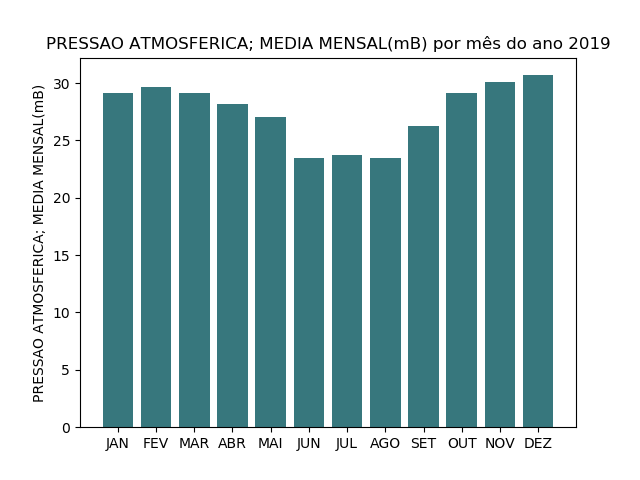 PRESSAO ATMOSFERICA; MEDIA MENSAL(mB) por mês do ano 2019
PRESSAO ATMOSFERICA; MEDIA MENSAL(mB)
30
25
20
15
10
5
0
JAN FEV MAR ABR MAI JUN JUL AGO SET OUT NOV DEZ